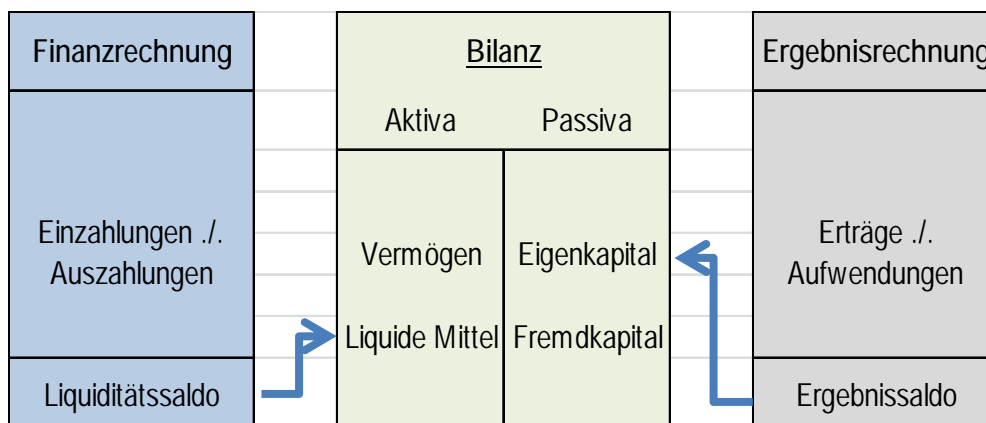 Finanzrechnung
Einzahlungen ./.
Auszahlungen
Liquiditätssaldo
Bilanz
Aktiva Passiva
Vermögen Eigenkapital
Liquide Mittel Fremdkapital
Ergebnisrechnung
Erträge ./.
Aufwendungen
Ergebnissaldo